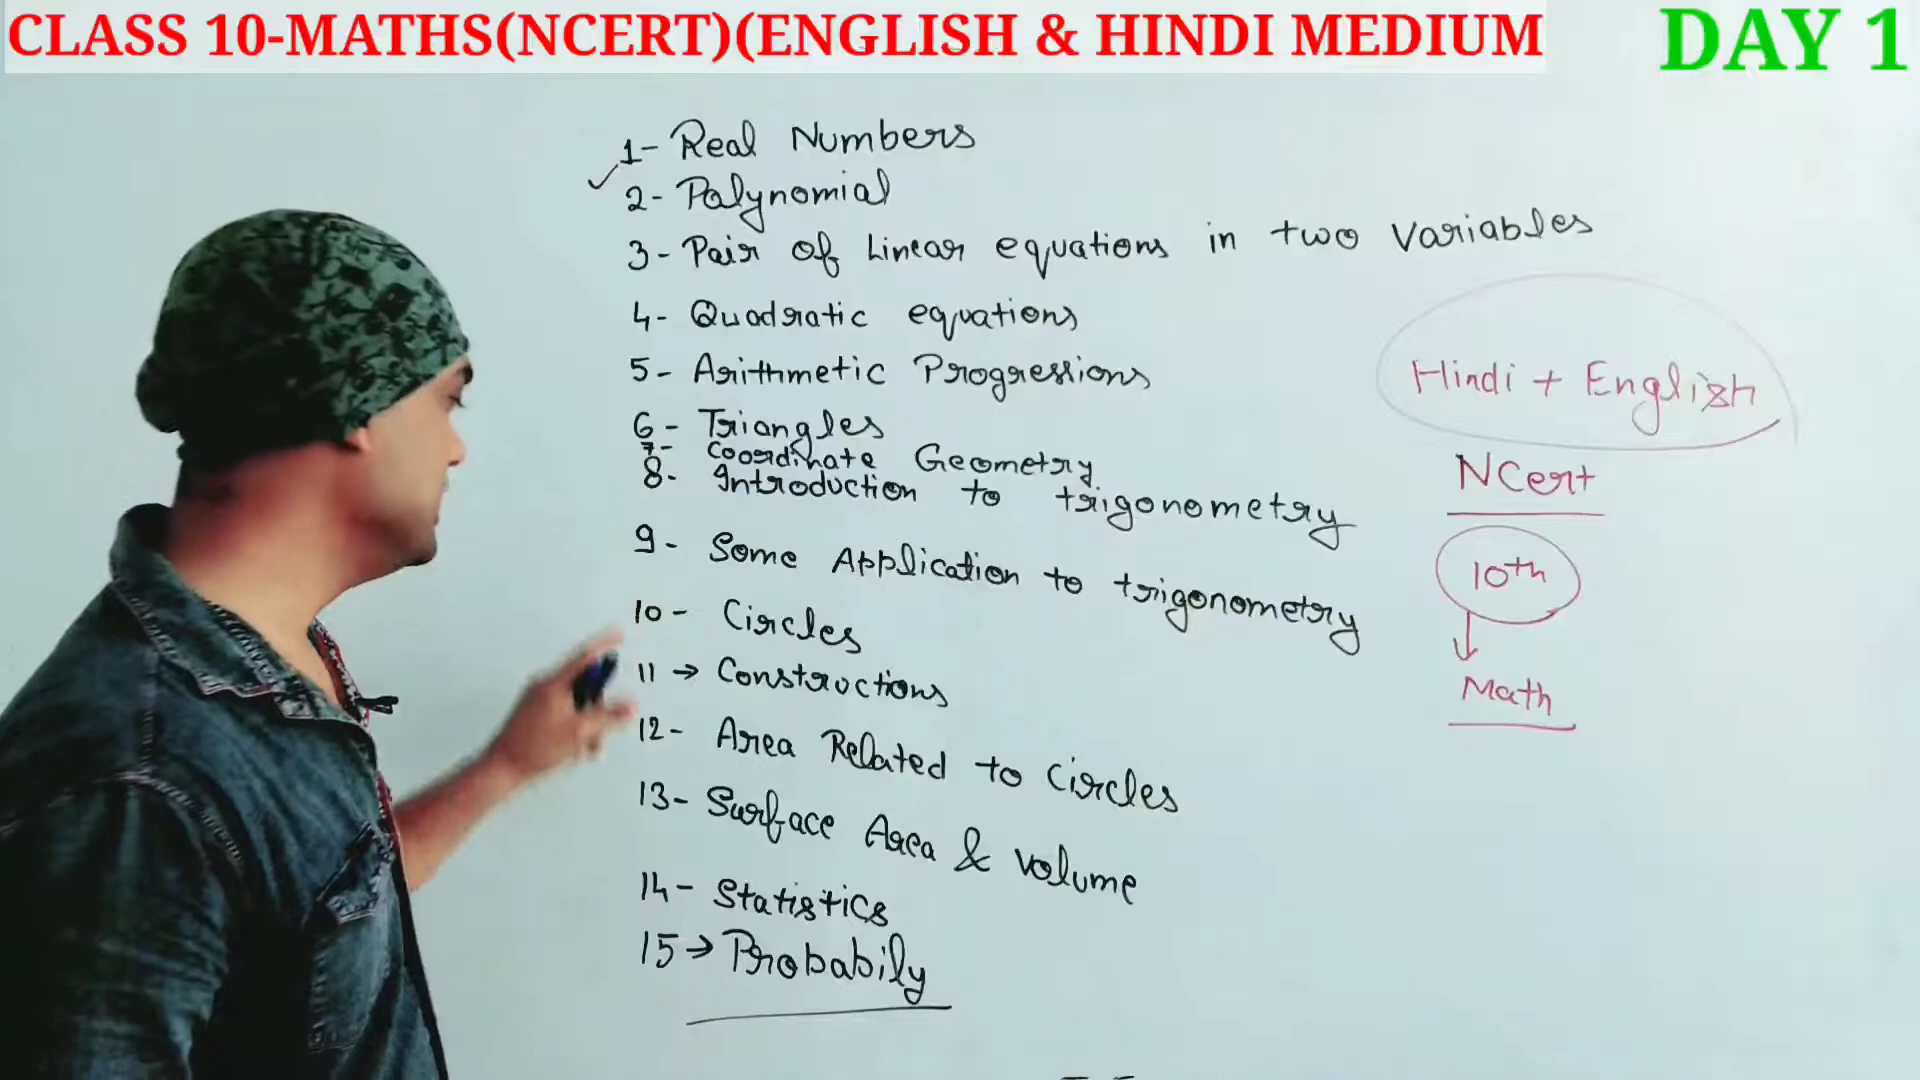 CLASS 10-MATHS(NCERT)(ENGLISH & HINDI MEDIUM
DAY 1
1- Real Numbers
2- Polynomial
3- Pair of Linear equations in two Variables
4- Quadratic equations
5- Arithmetic Progressions
6- Triangles
7- Coordinate Geometry
8- Introduction to trigonometry
9- Some Application to trigonometry
10- Circles
11→ Constructions
12- Area Related to Circles
13- Surface Area & Volume
14- Statistics
15→ Probabily
Hindi + English
NCert
10th
Math